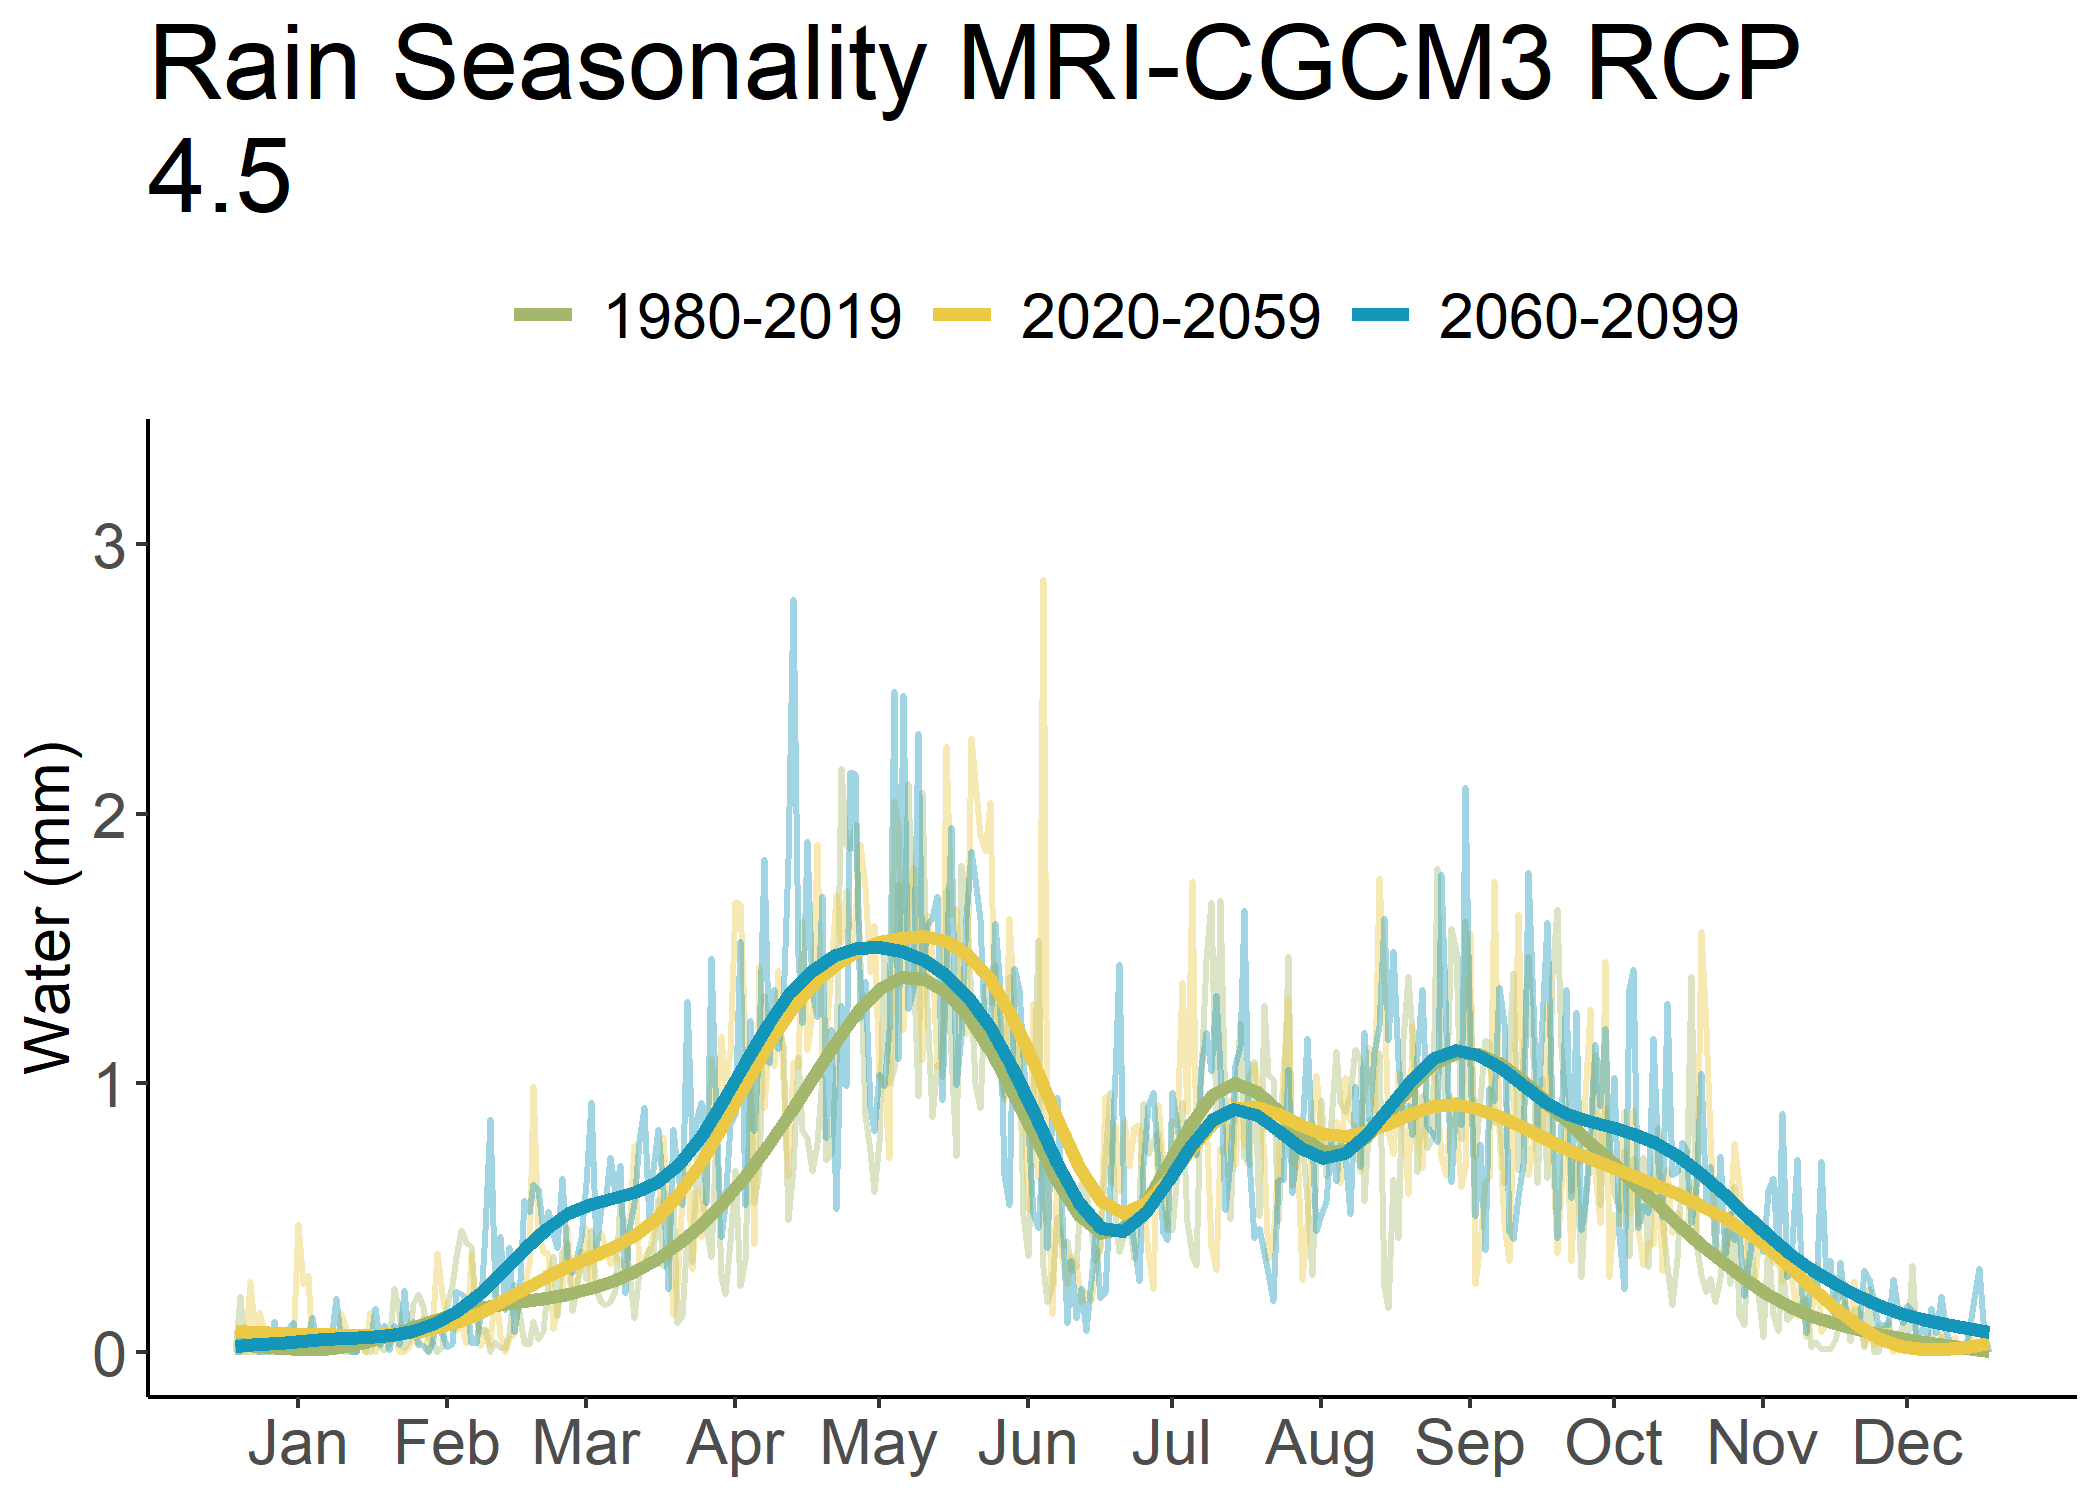 Rain Seasonality MRI-CGCM3 RCP
4.5
1980-2019 2020-2059 2060-2099
Water (mm)
3
2
1
0
Jan Feb Mar Apr May Jun Jul Aug Sep Oct Nov Dec